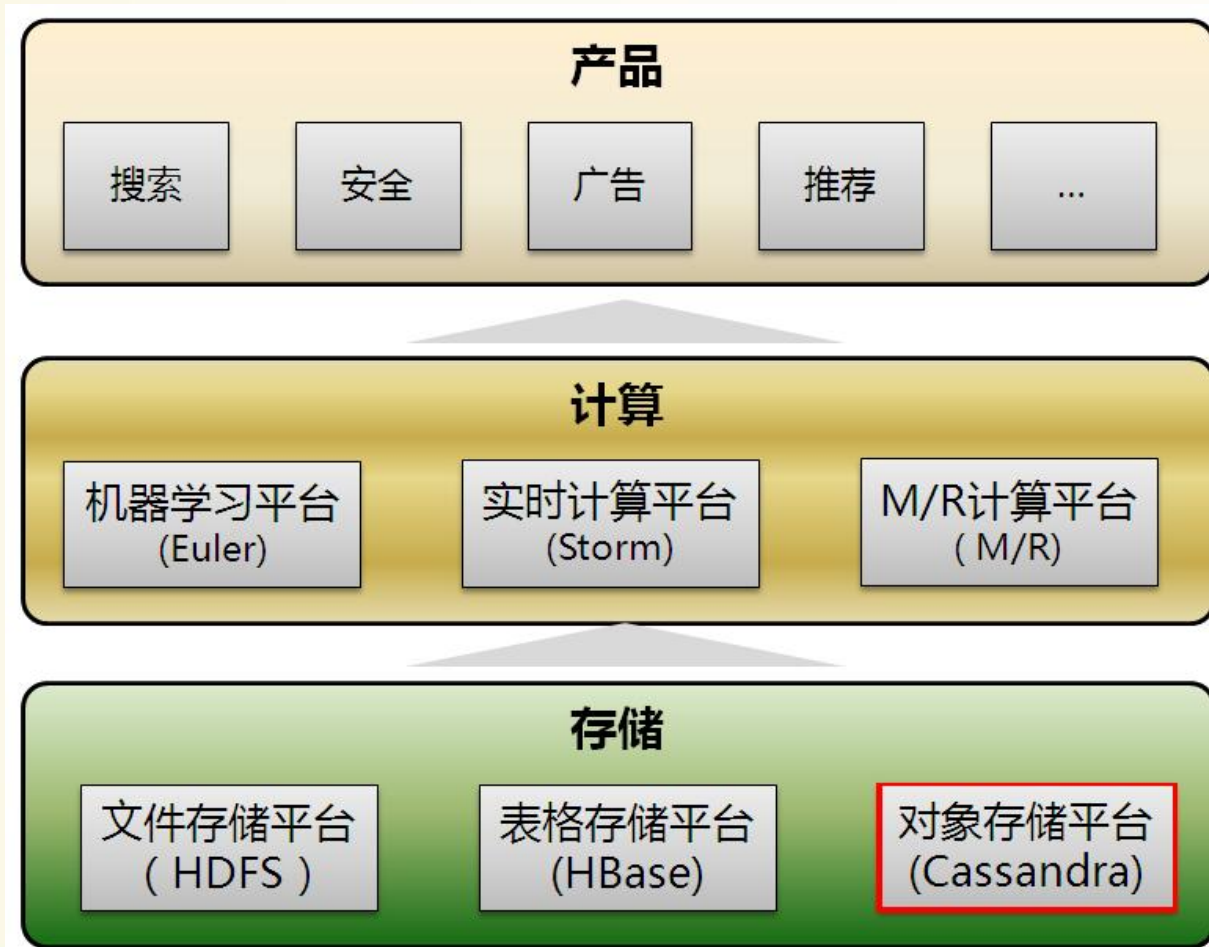 产品
搜索
安全
广告
推荐
...
计算
机器学习平台
(Euler)
实时计算平台
(Storm)
M/R计算平台
( M/R)
存储
文件存储平台
( HDFS )
表格存储平台
(HBase)
对象存储平台
(Cassandra)